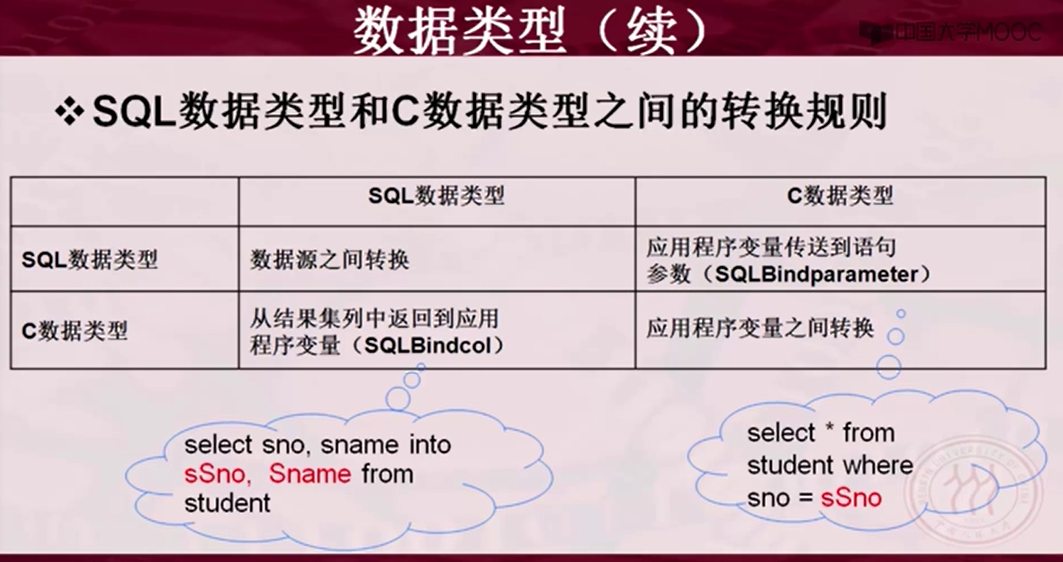 数据类型（续）
中国大学MOOC
❖SQL数据类型和C数据类型之间的转换规则
SQL数据类型
C数据类型
SQL数据类型
数据源之间转换
应用程序变量传送到语句
参数（SQLBindparameter）
C数据类型
从结果集列中返回到应用
程序变量（SQLBindcol）
应用程序变量之间转换
select sno, sname into
sSno, Sname from
student
select * from
student where
sno = sSno